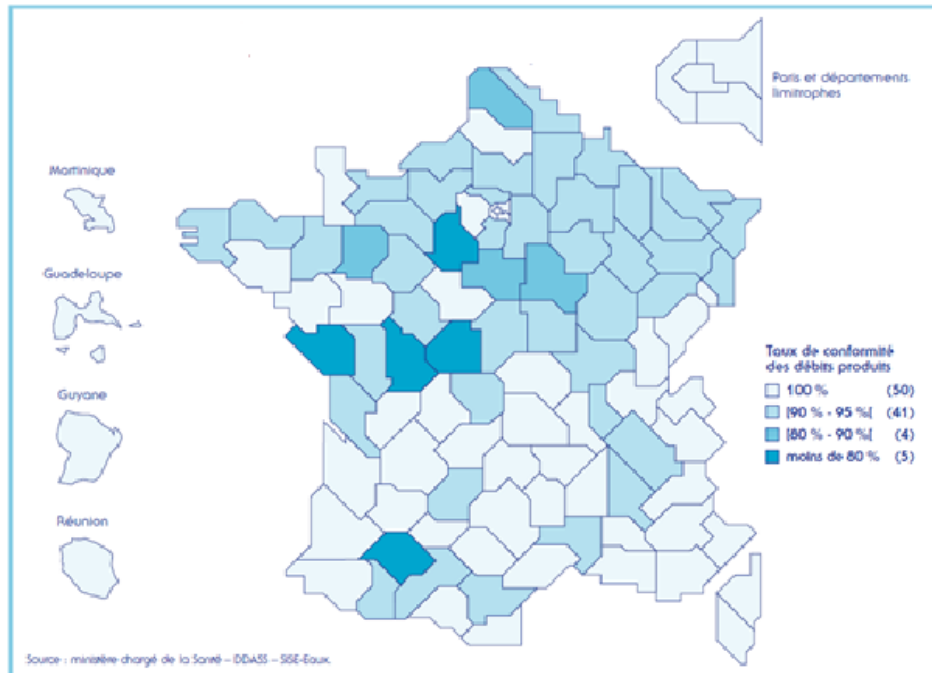 Paris et départements
limitrophes
Martinique
Guadeloupe
Guyane
Réunion
Taux de conformité
des débits produits
100 % (50)
[90 % - 95 %[ (41)
[80 % - 90 %[ (4)
moins de 80 % (5)
Source : ministère chargé de la Santé – DDASS – SISE-Eaux.